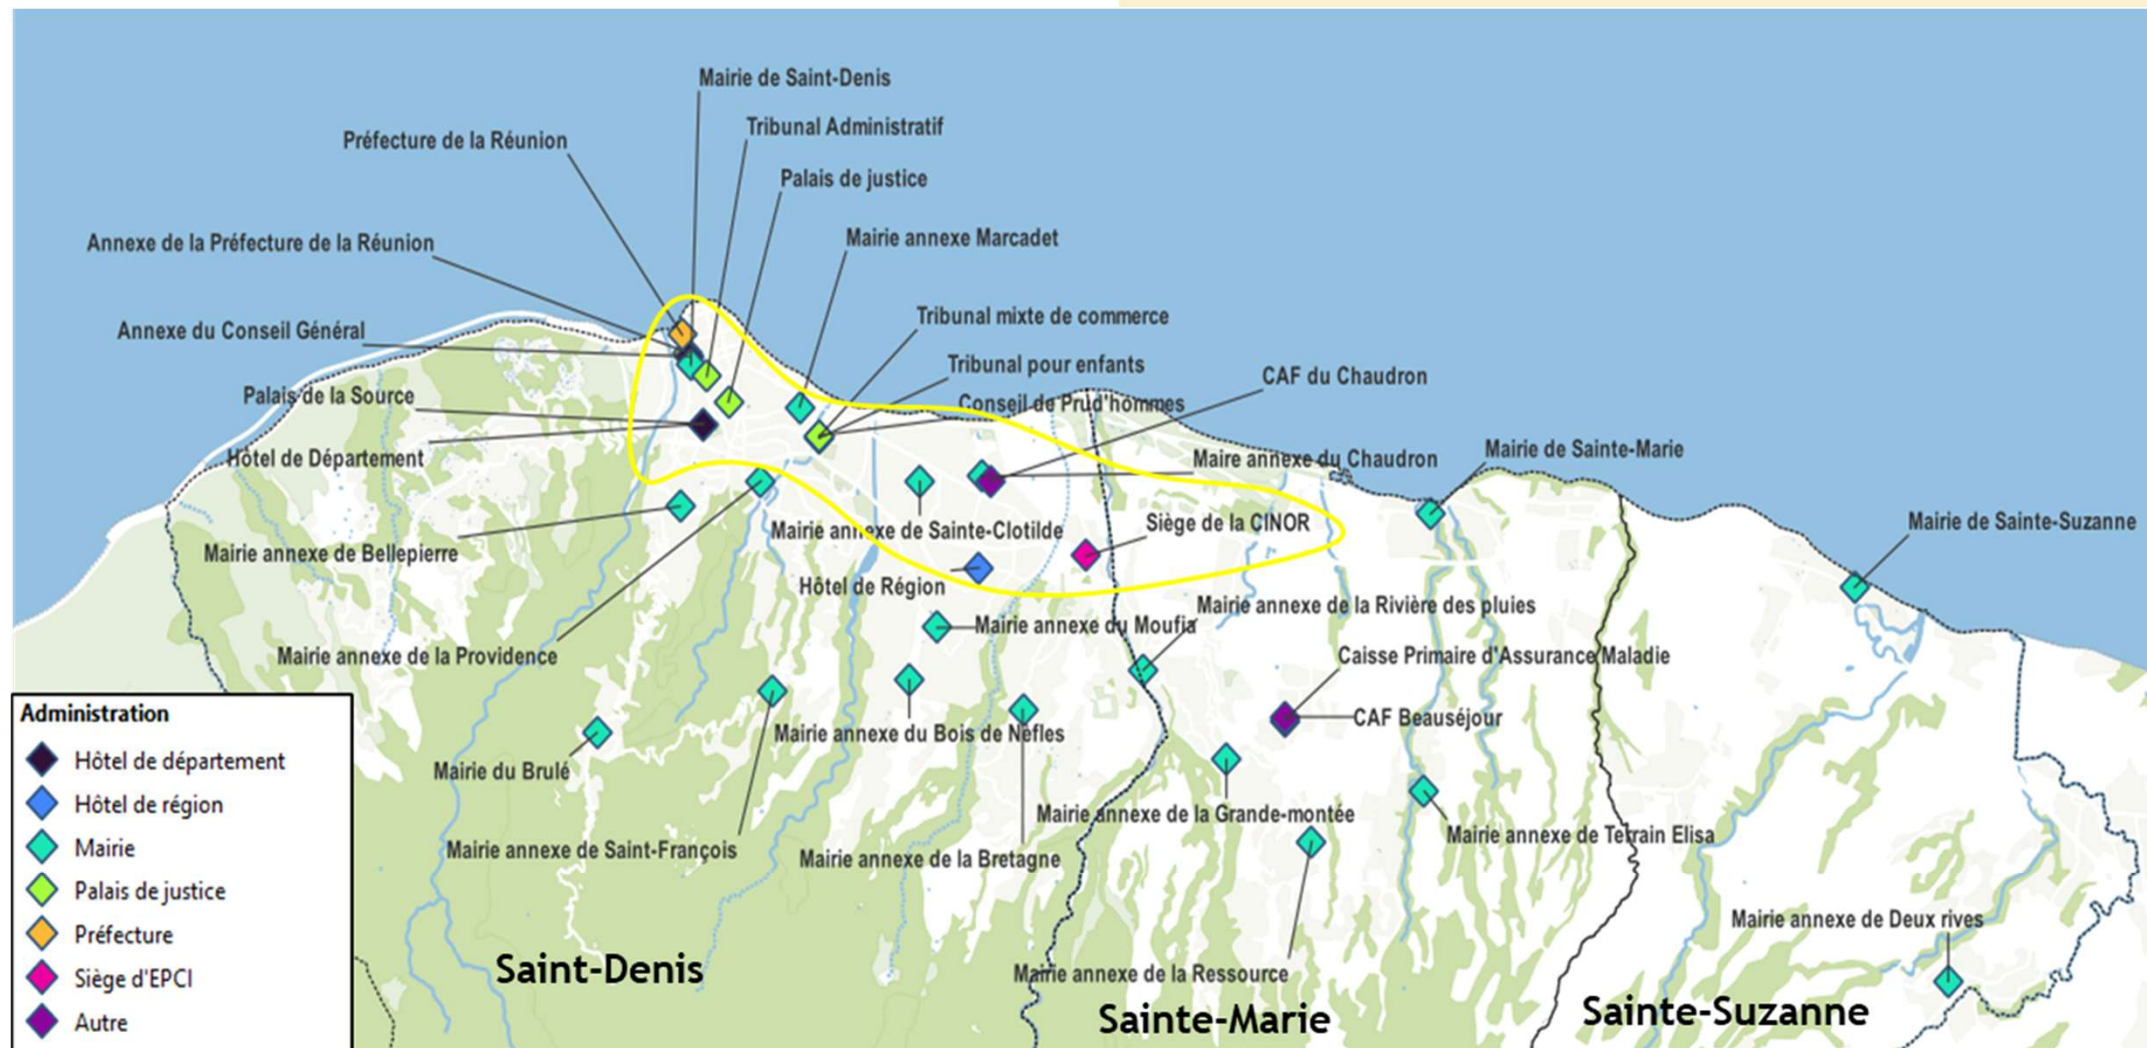 Mairie de Saint-Denis
Tribunal Administratif
Préfecture de la Réunion
Palais de justice
Annexe de la Préfecture de la Réunion
Mairie annexe Marcadet
Annexe du Conseil Général
Tribunal mixte de commerce
Tribunal pour enfants
CAF du Chaudron
Palais de la Source
Conseil de Prud'hommes
Hôtel de Département
Maire annexe du Chaudron
Mairie de Sainte-Marie
Mairie annexe de Sainte-Clotilde
Siège de la CINOR
Mairie de Sainte-Suzanne
Mairie annexe de Bellepierre
Hôtel de Région
Mairie annexe de la Rivière des pluies
Mairie annexe du Moufia
Mairie annexe de la Providence
Caisse Primaire d'Assurance Maladie
CAF Beauséjour
Mairie annexe du Bois de Nèfles
Mairie du Brulé
Mairie annexe de la Grande-montée
Mairie annexe de Terrain Elisa
Mairie annexe de Saint-François
Mairie annexe de la Bretagne
Mairie annexe de Deux rives
Mairie annexe de la Ressource
Saint-Denis
Sainte-Marie
Sainte-Suzanne
Administration
Hôtel de département
Hôtel de région
Mairie
Palais de justice
Préfecture
Siège d'EPCI
Autre